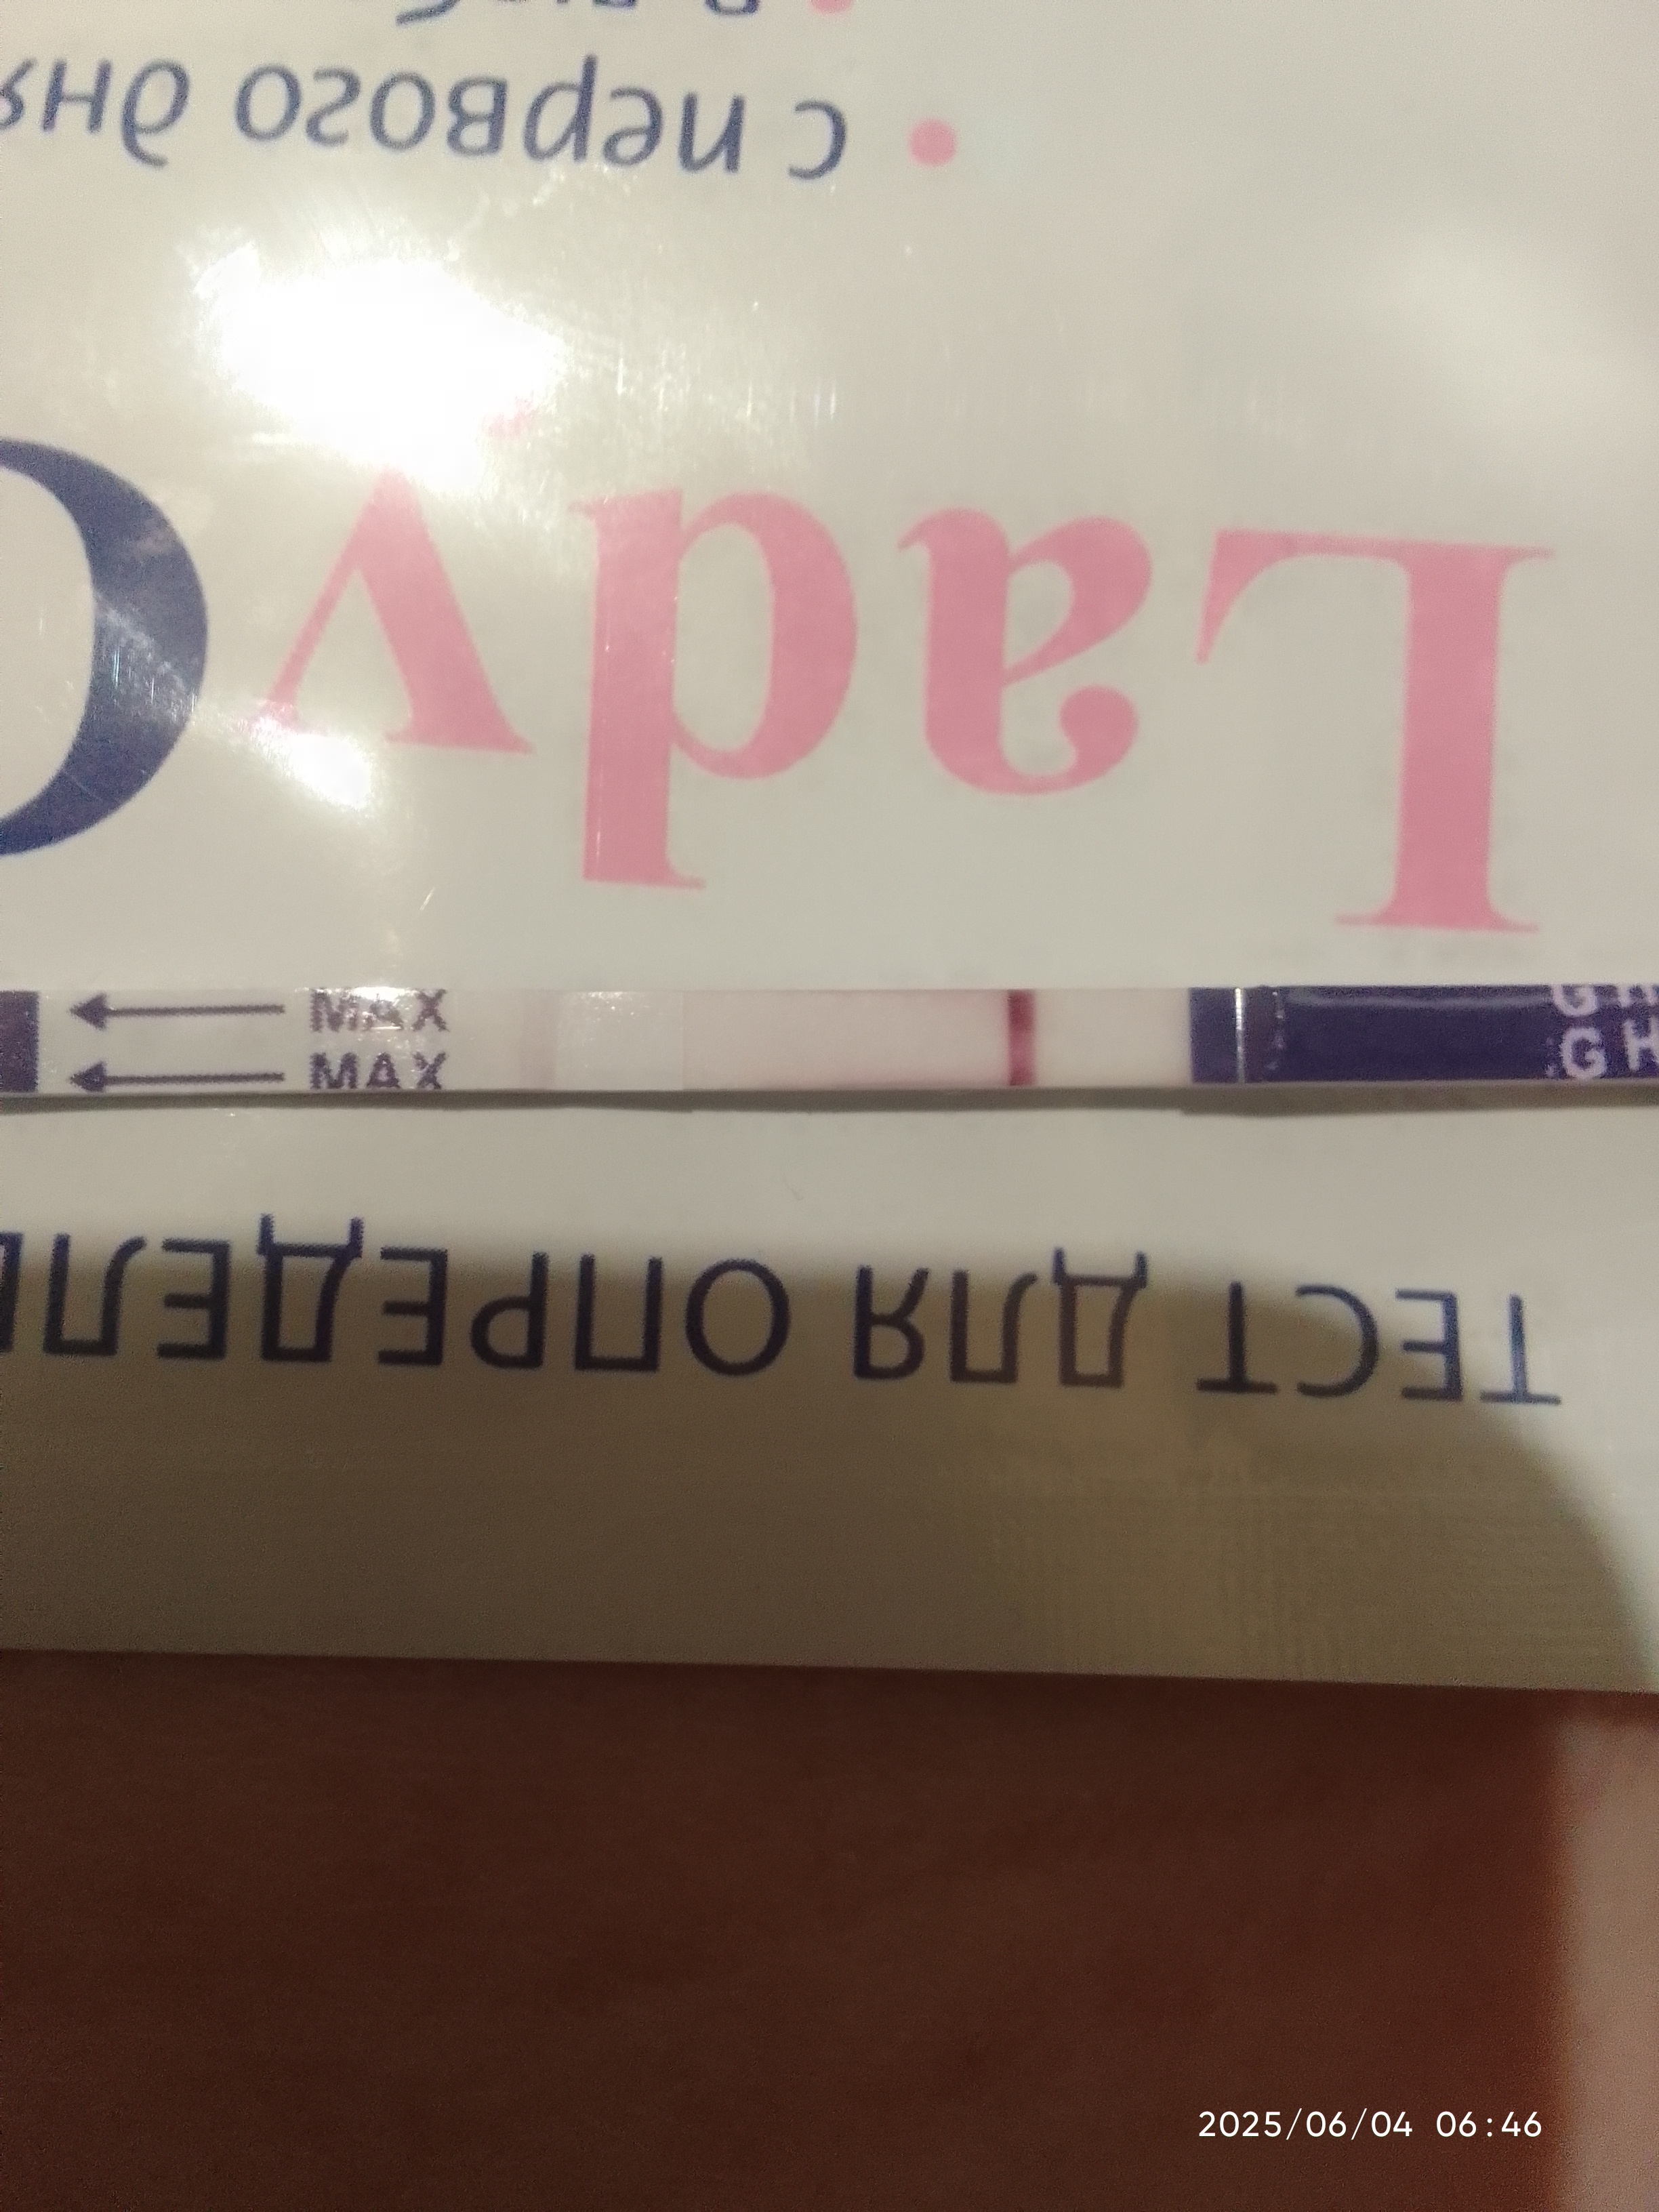 ТЕСТ ДЛЯ ОПРЕДЕЛ
MAX
MAX
Lady
с первого дня
2025/06/04 06:46